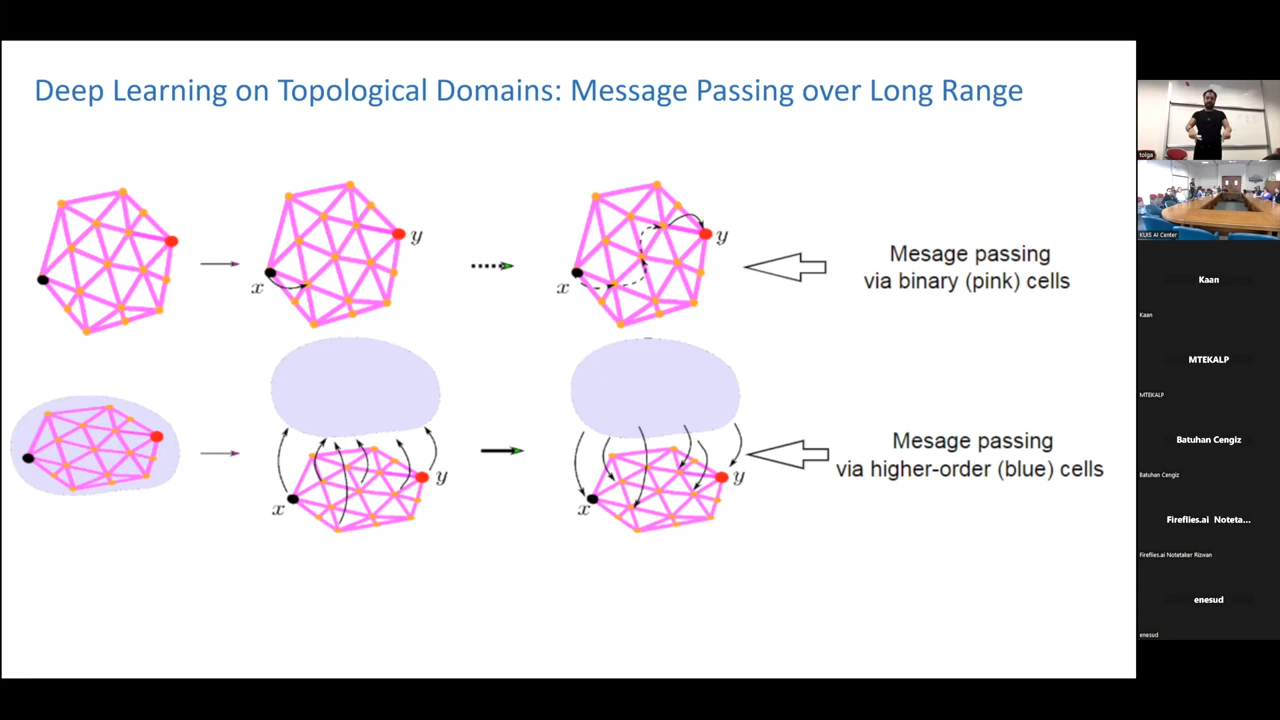 Deep Learning on Topological Domains: Message Passing over Long Range
x
y
x
y
Mesage passing
via binary (pink) cells
x
y
x
y
Mesage passing
via higher-order (blue) cells
tolga
KUIS AI Center
Kaan
Kaan
MTEKALP
MTEKALP
Batuhan Cengiz
Batuhan Cengiz
Fireflies.ai Noteta...
Fireflies.ai Notetaker Rizwan
enesud
enesud